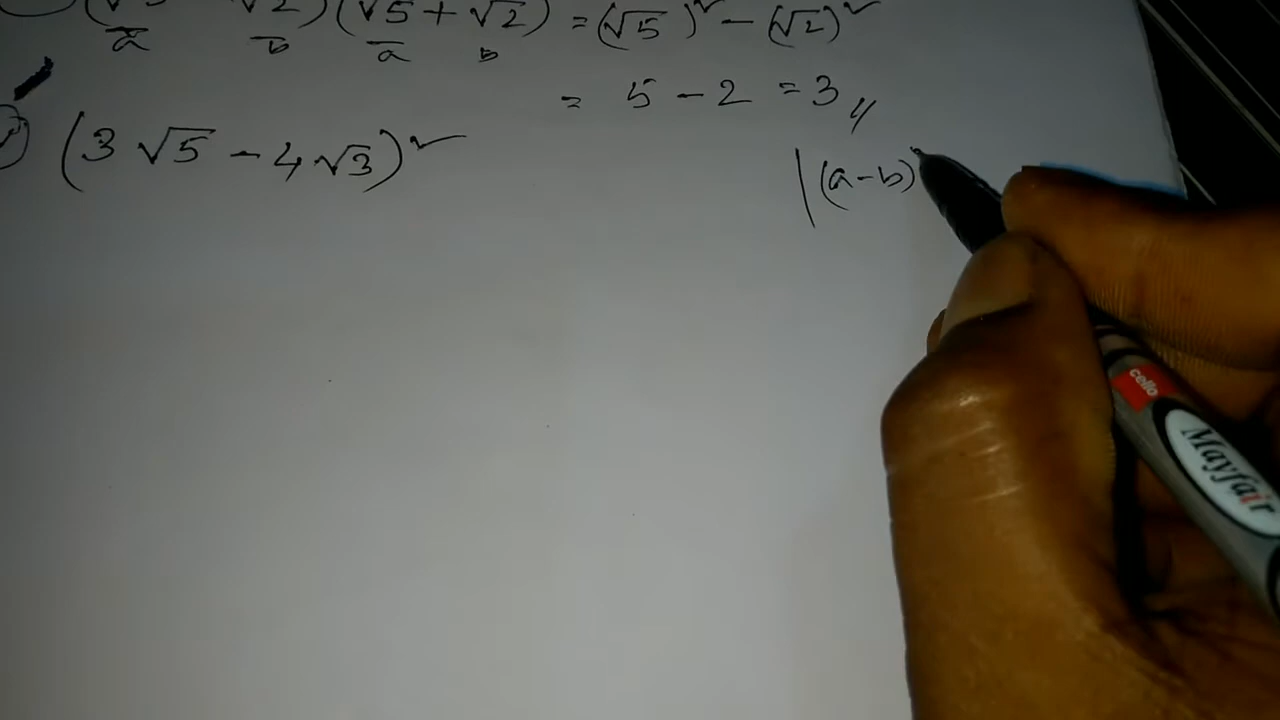 (√5 - √2)(√5 + √2) = (√5)² - (√2)²
a b a b
= 5 - 2 = 3
(3√5 - 4√3)²
(a-b)
cello
Mayfair